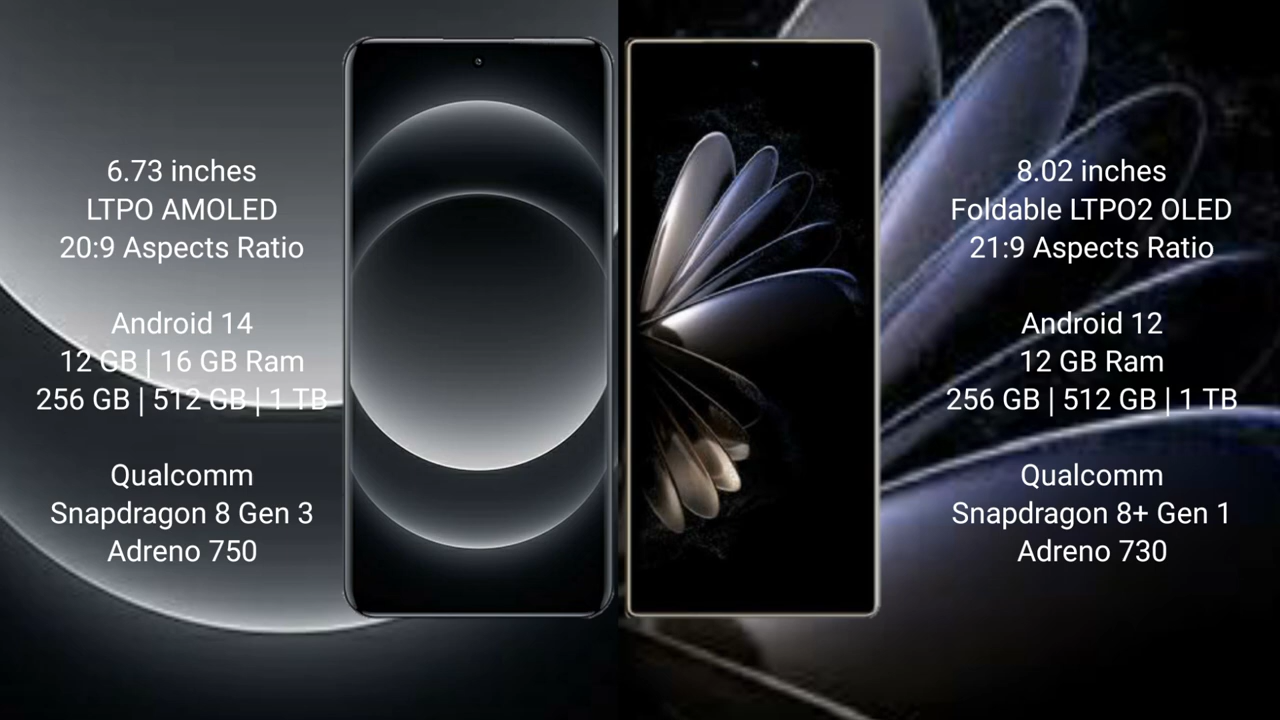 6.73 inches
LTPO AMOLED
20:9 Aspects Ratio
Android 14
12 GB | 16 GB Ram
256 GB | 512 GB | 1 TB
Qualcomm
Snapdragon 8 Gen 3
Adreno 750
8.02 inches
Foldable LTPO2 OLED
21:9 Aspects Ratio
Android 12
12 GB Ram
256 GB | 512 GB | 1 TB
Qualcomm
Snapdragon 8+ Gen 1
Adreno 730